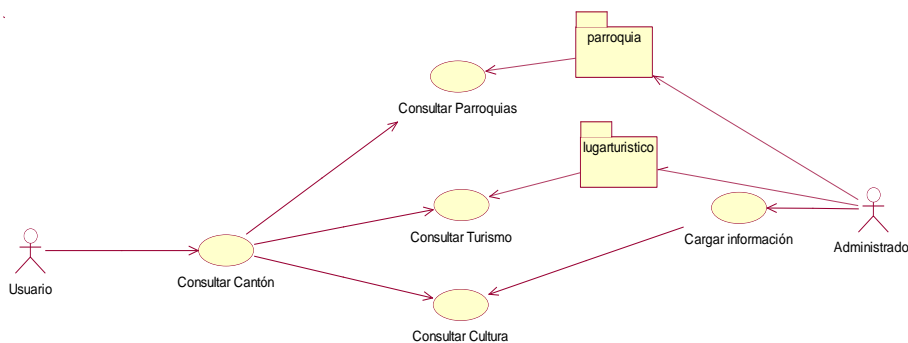 parroquia
Consultar Parroquias
lugarturistico
Consultar Turismo
Cargar información
Administrado
Usuario
Consultar Cantón
Consultar Cultura